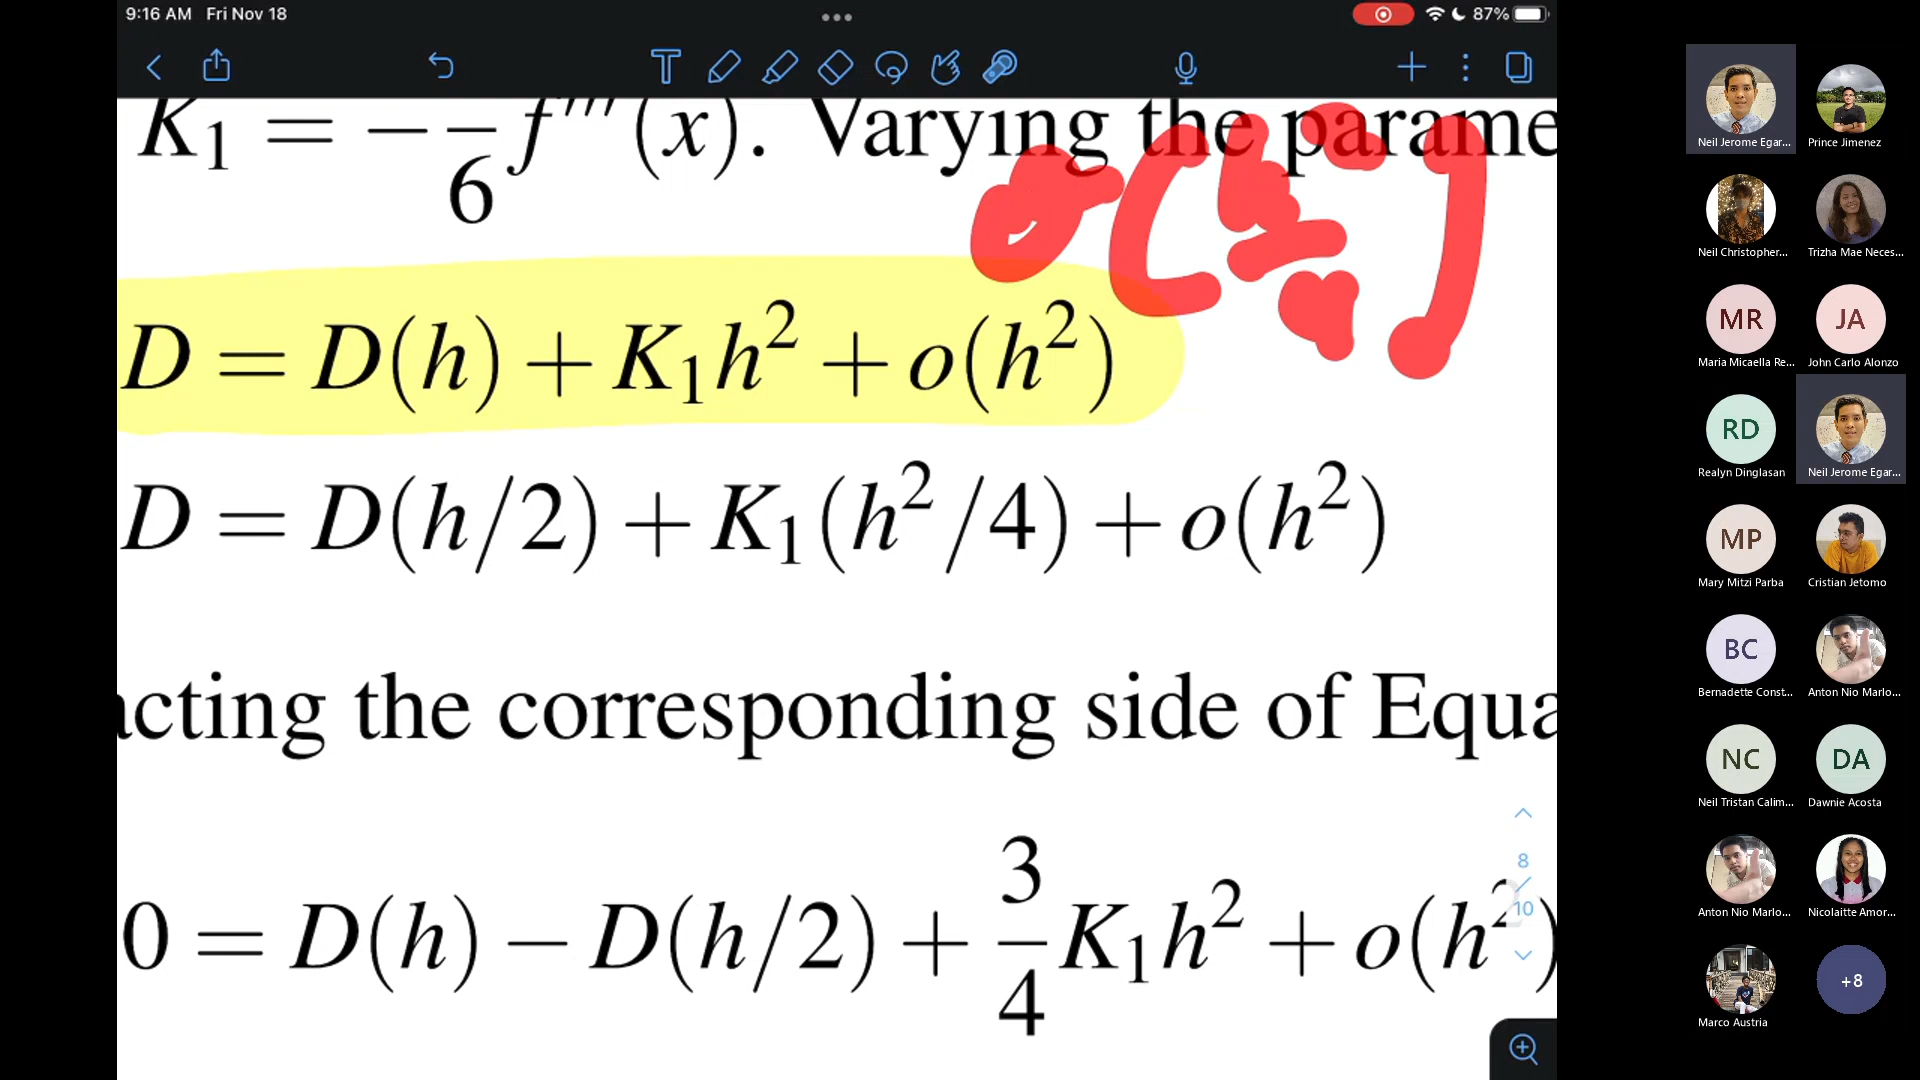 9:16 AM Fri Nov 18
87%
K₁ = −–/6 f′′′(x). Varying the parame
o(h²/4)
D = D(h) + K₁h² + o(h²)
D = D(h/2) + K₁(h²/4) + o(h²)
acting the corresponding side of Equa
0 = D(h) − D(h/2) + 3/4 K₁h² + o(h²)
8
/
10
Neil Jerome Egar...
Prince Jimenez
Neil Christopher...
Trizha Mae Neces...
MR
Maria Micaella Re...
JA
John Carlo Alonzo
RD
Realyn Dinglasan
Neil Jerome Egar...
MP
Mary Mitzi Parba
Cristian Jetomo
BC
Bernadette Const...
Anton Nio Marlo...
NC
Neil Tristan Calim...
DA
Dawnie Acosta
Anton Nio Marlo...
Nicolaitte Amor...
Marco Austria
+8